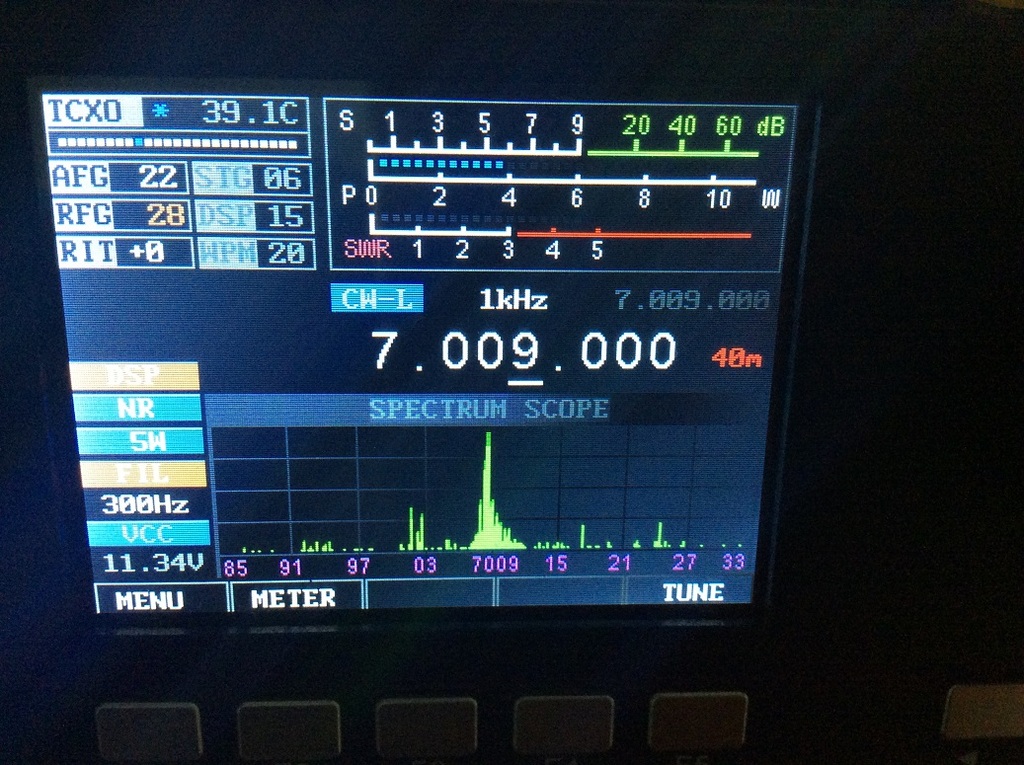 TCXO * 39.1C
AFG 22 STG 06
RFG 28 DSP 15
RIT +0 WPM 20
S 1 3 5 7 9 20 40 60 dB
P 0 2 4 6 8 10 W
SWR 1 2 3 4 5
CW-L 1kHz 7.009.000
7.009.000 40m
DSP
NR
5W
FIL
300Hz
VCC
11.34V
SPECTRUM SCOPE
85 91 97 03 7009 15 21 27 33
MENU METER TUNE